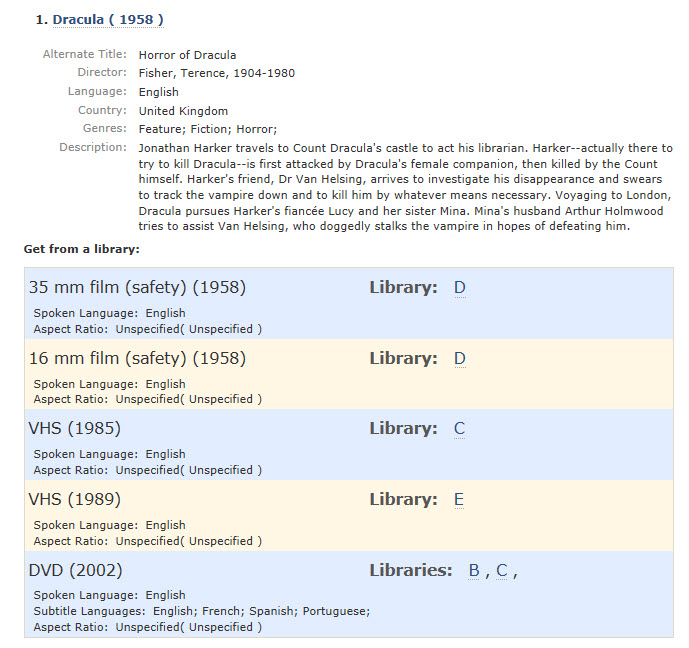 1. Dracula ( 1958 )
Alternate Title: Horror of Dracula
Director: Fisher, Terence, 1904-1980
Language: English
Country: United Kingdom
Genres: Feature; Fiction; Horror;
Description: Jonathan Harker travels to Count Dracula's castle to act his librarian. Harker--actually there to
try to kill Dracula--is first attacked by Dracula's female companion, then killed by the Count
himself. Harker's friend, Dr Van Helsing, arrives to investigate his disappearance and swears
to track the vampire down and to kill him by whatever means necessary. Voyaging to London,
Dracula pursues Harker's fiancée Lucy and her sister Mina. Mina's husband Arthur Holmwood
tries to assist Van Helsing, who doggedly stalks the vampire in hopes of defeating him.
Get from a library:
35 mm film (safety) (1958) Library: D
Spoken Language: English
Aspect Ratio: Unspecified( Unspecified )
16 mm film (safety) (1958) Library: D
Spoken Language: English
Aspect Ratio: Unspecified( Unspecified )
VHS (1985) Library: C
Spoken Language: English
Aspect Ratio: Unspecified( Unspecified )
VHS (1989) Library: E
Spoken Language: English
Aspect Ratio: Unspecified( Unspecified )
DVD (2002) Libraries: B , C ,
Spoken Language: English
Subtitle Languages: English; French; Spanish; Portuguese;
Aspect Ratio: Unspecified( Unspecified )